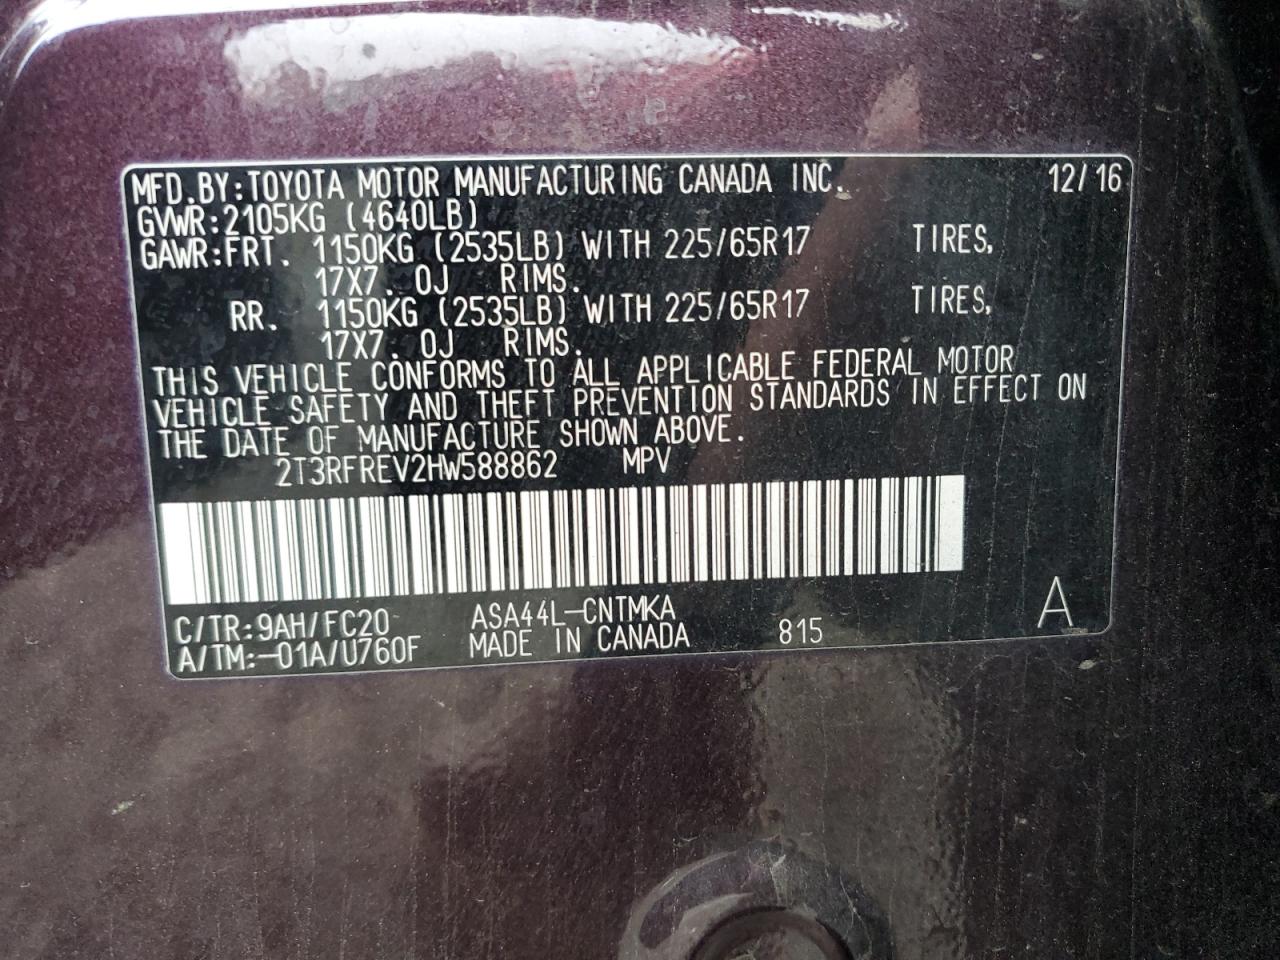 MFD.BY:TOYOTA MOTOR MANUFACTURING CANADA INC. 12/16
GVWR:2105KG (4640LB)
GAWR:FRT. 1150KG (2535LB) WITH 225/65R17 TIRES,
17X7.0J RIMS.
RR. 1150KG (2535LB) WITH 225/65R17 TIRES,
17X7.0J RIMS.
THIS VEHICLE CONFORMS TO ALL APPLICABLE FEDERAL MOTOR
VEHICLE SAFETY AND THEFT PREVENTION STANDARDS IN EFFECT ON
THE DATE OF MANUFACTURE SHOWN ABOVE.
2T3RFREV2HW588862 MPV
C/TR:9AH/FC20 ASA44L-CNTMKA A
A/TM:-01A/U760F MADE IN CANADA 815